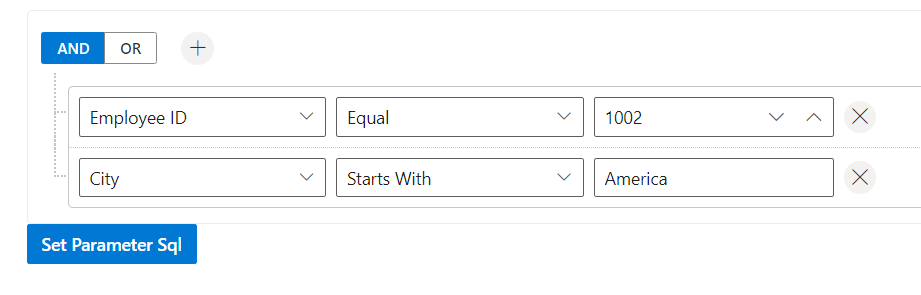 AND OR
Employee ID Equal 1002
City Starts With America
Set Parameter Sql